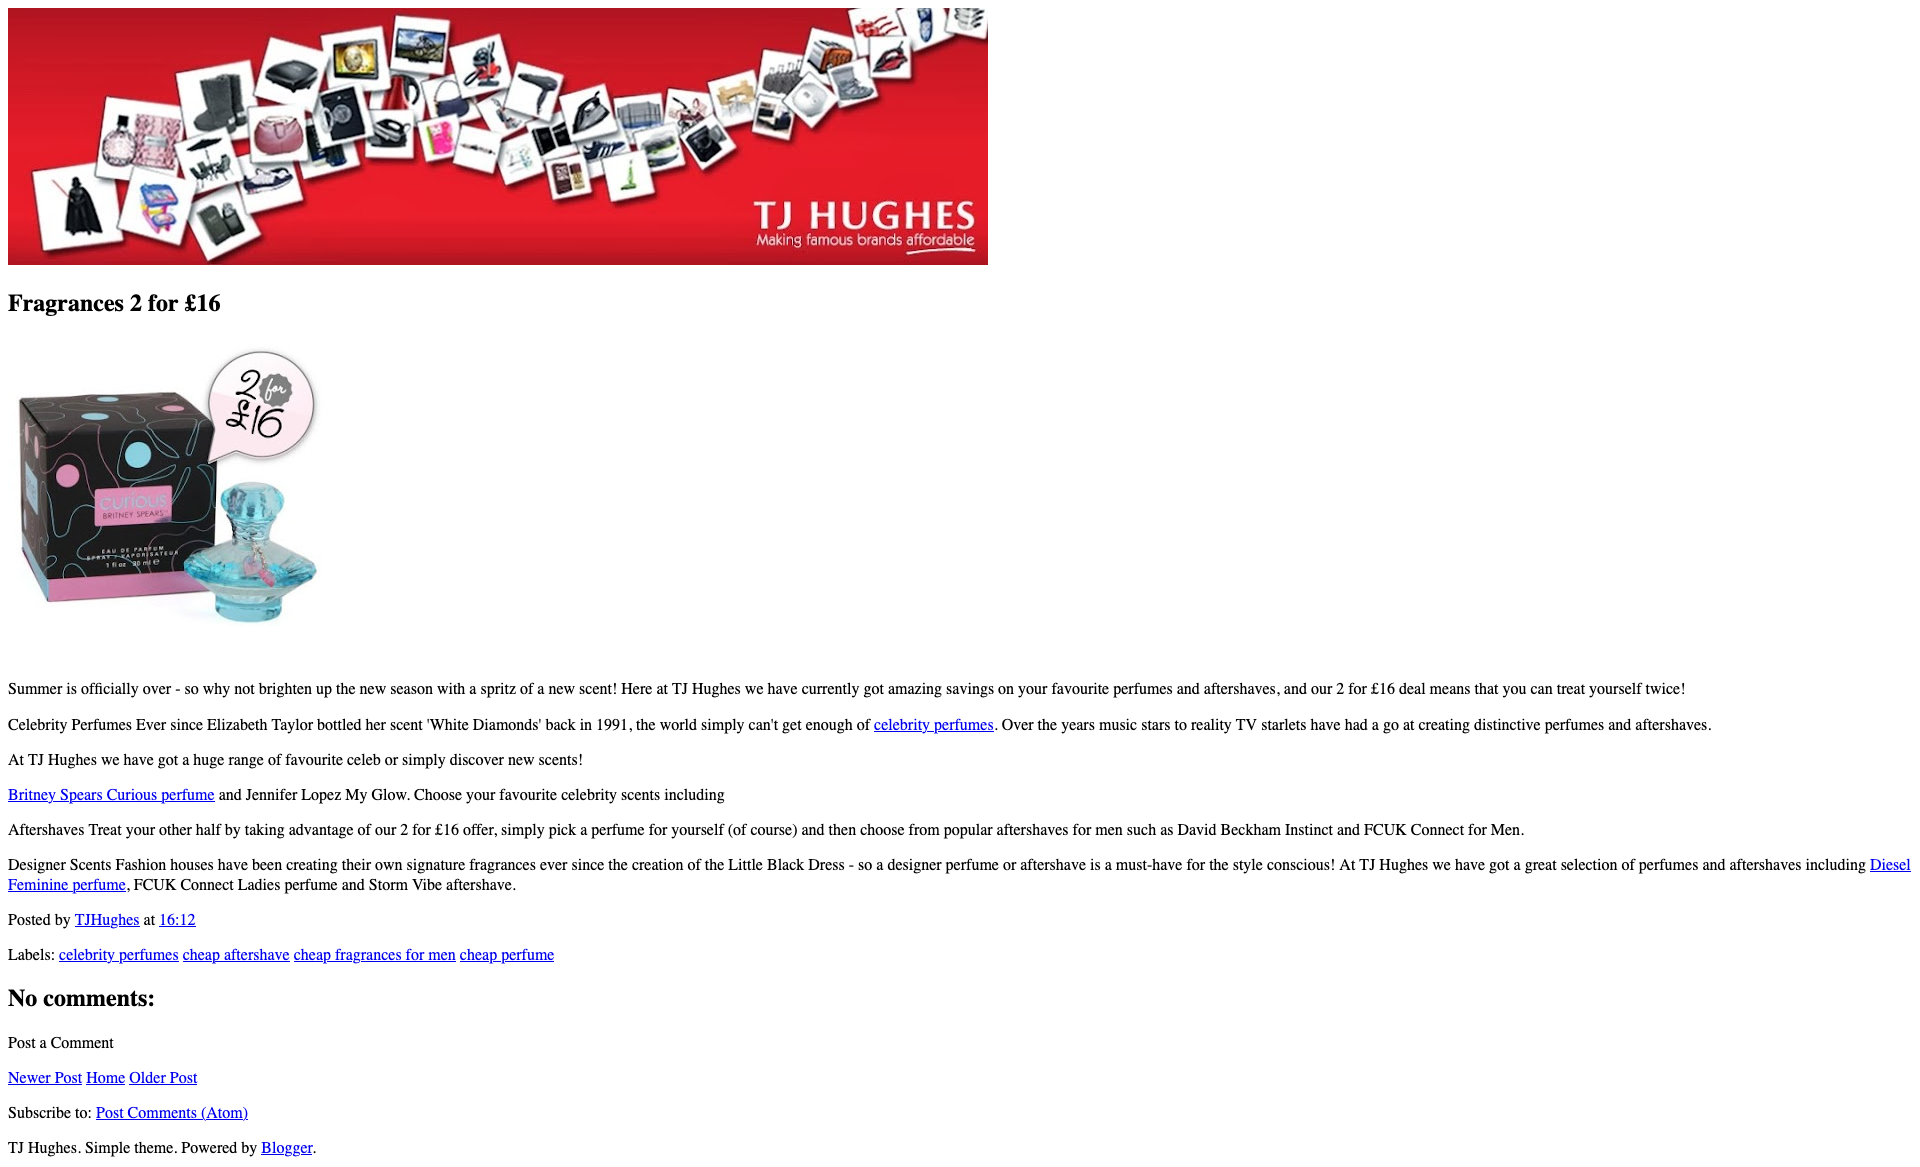 TJ HUGHES
Making famous brands affordable
Fragrances 2 for £16
2 for
£16
curious
BRITNEY SPEARS
EAU DE PARFUM
SPRAY · VAPORISATEUR
1 fl oz 30 ml e
Summer is officially over - so why not brighten up the new season with a spritz of a new scent! Here at TJ Hughes we have currently got amazing savings on your favourite perfumes and aftershaves, and our 2 for £16 deal means that you can treat yourself twice!
Celebrity Perfumes Ever since Elizabeth Taylor bottled her scent 'White Diamonds' back in 1991, the world simply can't get enough of celebrity perfumes. Over the years music stars to reality TV starlets have had a go at creating distinctive perfumes and aftershaves.
At TJ Hughes we have got a huge range of favourite celeb or simply discover new scents!
Britney Spears Curious perfume and Jennifer Lopez My Glow. Choose your favourite celebrity scents including
Aftershaves Treat your other half by taking advantage of our 2 for £16 offer, simply pick a perfume for yourself (of course) and then choose from popular aftershaves for men such as David Beckham Instinct and FCUK Connect for Men.
Designer Scents Fashion houses have been creating their own signature fragrances ever since the creation of the Little Black Dress - so a designer perfume or aftershave is a must-have for the style conscious! At TJ Hughes we have got a great selection of perfumes and aftershaves including Diesel
Feminine perfume, FCUK Connect Ladies perfume and Storm Vibe aftershave.
Posted by TJHughes at 16:12
Labels: celebrity perfumes cheap aftershave cheap fragrances for men cheap perfume
No comments:
Post a Comment
Newer Post Home Older Post
Subscribe to: Post Comments (Atom)
TJ Hughes. Simple theme. Powered by Blogger.